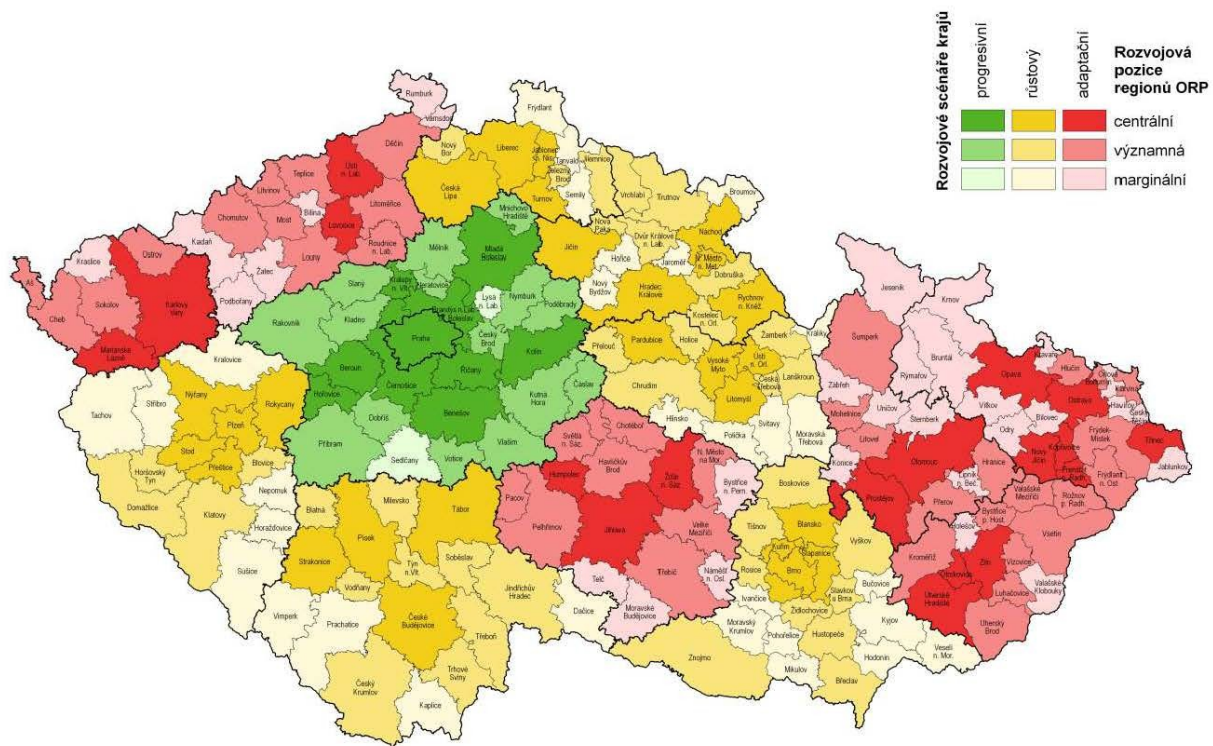 Rozvojové scénáře krajů
progresivní
růstový
adaptační
Rozvojová
pozice
regionů ORP
centrální
významná
marginální
Rumburk
Varnsdorf
Děčín
Ústí
n. Lab.
Teplice
Litvínov
Bílina
Litoměřice
Lovosice
Most
Chomutov
Roudnice
n. Lab.
Louny
Žatec
Kadaň
Podbořany
Kraslice
Ostrov
Aš
Sokolov
Karlovy
Vary
Cheb
Mariánské
Lázně
Frýdlant
Nový
Bor
Liberec
Jablonec
n. Nis.
Tanvald
Železný
Brod
Semily
Česká
Lípa
Turnov
Jilemnice
Vrchlabí
Trutnov
Broumov
Nová
Paka
Dvůr Králové
n. Lab.
Náchod
Jičín
Hořice
Jaroměř
N. Město
n. Met.
Dobruška
Nový
Bydžov
Hradec
Králové
Rychnov
n. Kněž.
Kostelec
n. Orl.
Mnichovo
Hradiště
Mělník
Mladá
Boleslav
Kralupy
n. Vlt.
Neratovice
Slaný
Lysá
n. Lab.
Nymburk
Poděbrady
Rakovník
Kladno
Brandýs n. Lab.
Boleslav
Praha
Český
Brod
Kolín
Beroun
Černošice
Říčany
Kutná
Hora
Čáslav
Hořovice
Dobříš
Benešov
Příbram
Vlašim
Sedlčany
Votice
Přelouč
Pardubice
Holice
Žamberk
Králíky
Vysoké
Mýto
Ústí
n. Orl.
Česká
Třebová
Lanškroun
Chrudim
Litomyšl
Hlinsko
Polička
Svitavy
Moravská
Třebová
Kralovice
Tachov
Stříbro
Nýřany
Plzeň
Rokycany
Stod
Přeštice
Blovice
Horšovský
Týn
Nepomuk
Domažlice
Klatovy
Horažďovice
Sušice
Blatná
Milevsko
Tábor
Písek
Strakonice
Týn
n. Vlt.
Soběslav
Vodňany
Jindřichův
Hradec
Vimperk
Prachatice
České
Budějovice
Třeboň
Dačice
Český
Krumlov
Trhové
Sviny
Kaplice
Světlá
n. Sáz.
Chotěboř
Havlíčkův
Brod
Humpolec
Žďár
n. Sáz.
N. Město
na Mor.
Bystřice
n. Pern.
Pacov
Pelhřimov
Jihlava
Velké
Meziříčí
Třebíč
Náměšť
n. Osl.
Telč
Moravské
Budějovice
Boskovice
Tišnov
Blansko
Kuřim
Šlapanice
Vyškov
Rosice
Brno
Slavkov
u Brna
Bučovice
Ivančice
Židlochovice
Moravský
Krumlov
Pohořelice
Hustopeče
Kyjov
Znojmo
Mikulov
Hodonín
Veselí
n. Mor.
Břeclav
Jeseník
Krnov
Šumperk
Bruntál
Rýmařov
Zábřeh
Mohelnice
Uničov
Šternberk
Litovel
Konice
Olomouc
Prostějov
Přerov
Lipník
n. Beč.
Hranice
Opava
Kravaře
Hlučín
Ostrava
Bohumín
Orlová
Karviná
Havířov
Český
Těšín
Vítkov
Bílovec
Odry
Nový
Jičín
Kopřivnice
Frenšt.
p. Radh.
Frýdek-
Místek
Třinec
Jablunkov
Frýdlant
n. Ost
Valašské
Meziříčí
Rožnov
p. Radh.
Bystřice
p. Host.
Holešov
Vsetín
Kroměříž
Zlín
Vizovice
Otrokovice
Luhačovice
Valašské
Klobouky
Uherské
Hradiště
Uherský
Brod